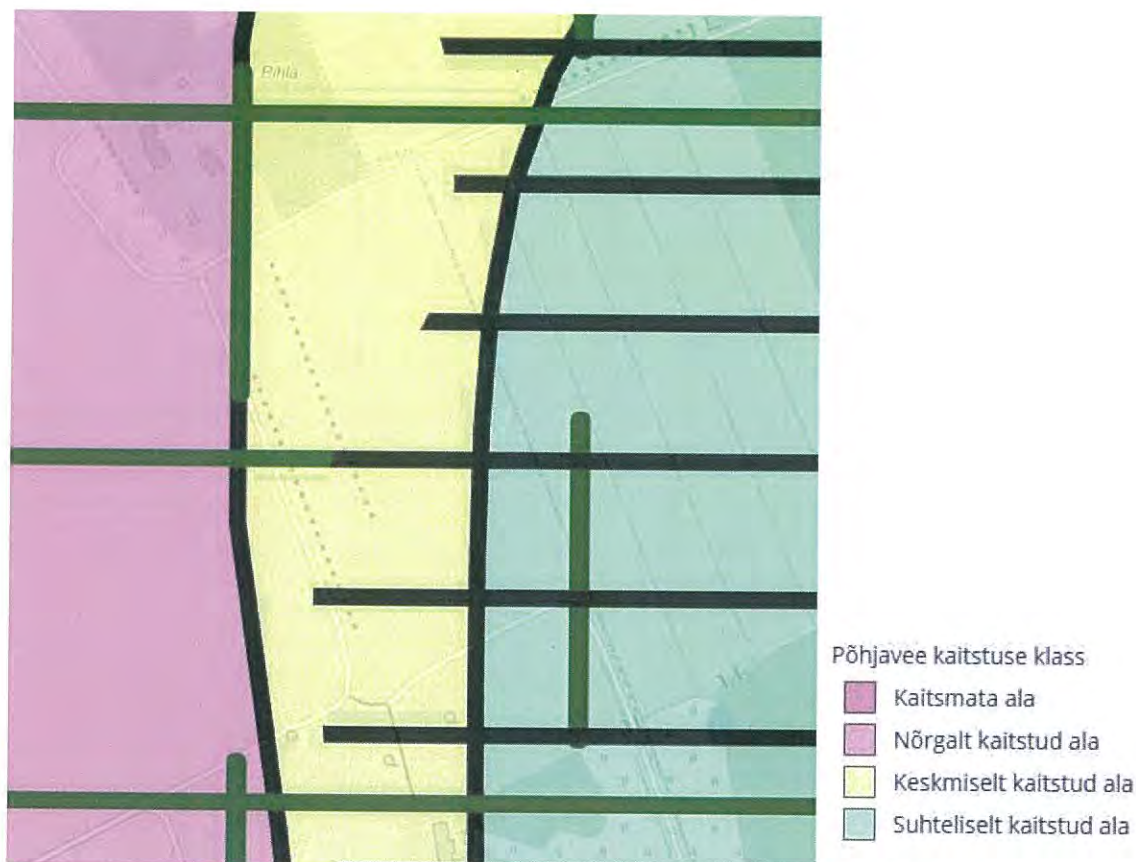 Pihla
Põhjavee kaitstuse klass
Kaitsmata ala
Nõrgalt kaitstud ala
Keskmiselt kaitstud ala
Suhteliselt kaitstud ala